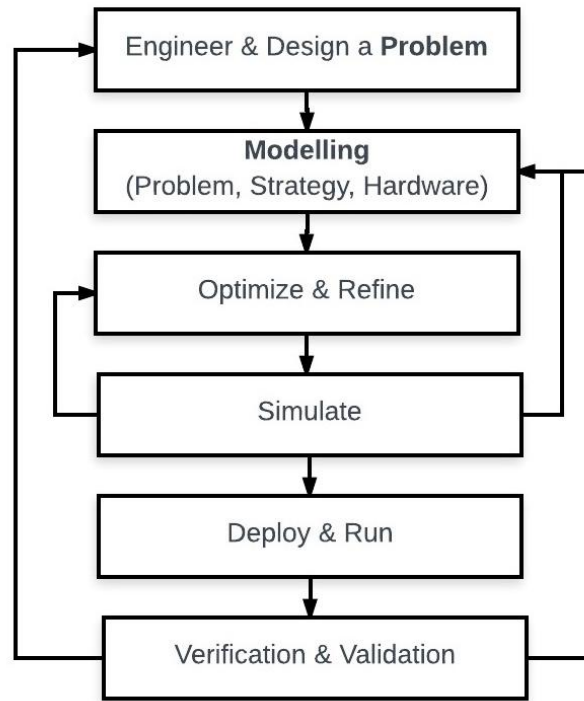 Engineer & Design a Problem
Modelling
(Problem, Strategy, Hardware)
Optimize & Refine
Simulate
Deploy & Run
Verification & Validation